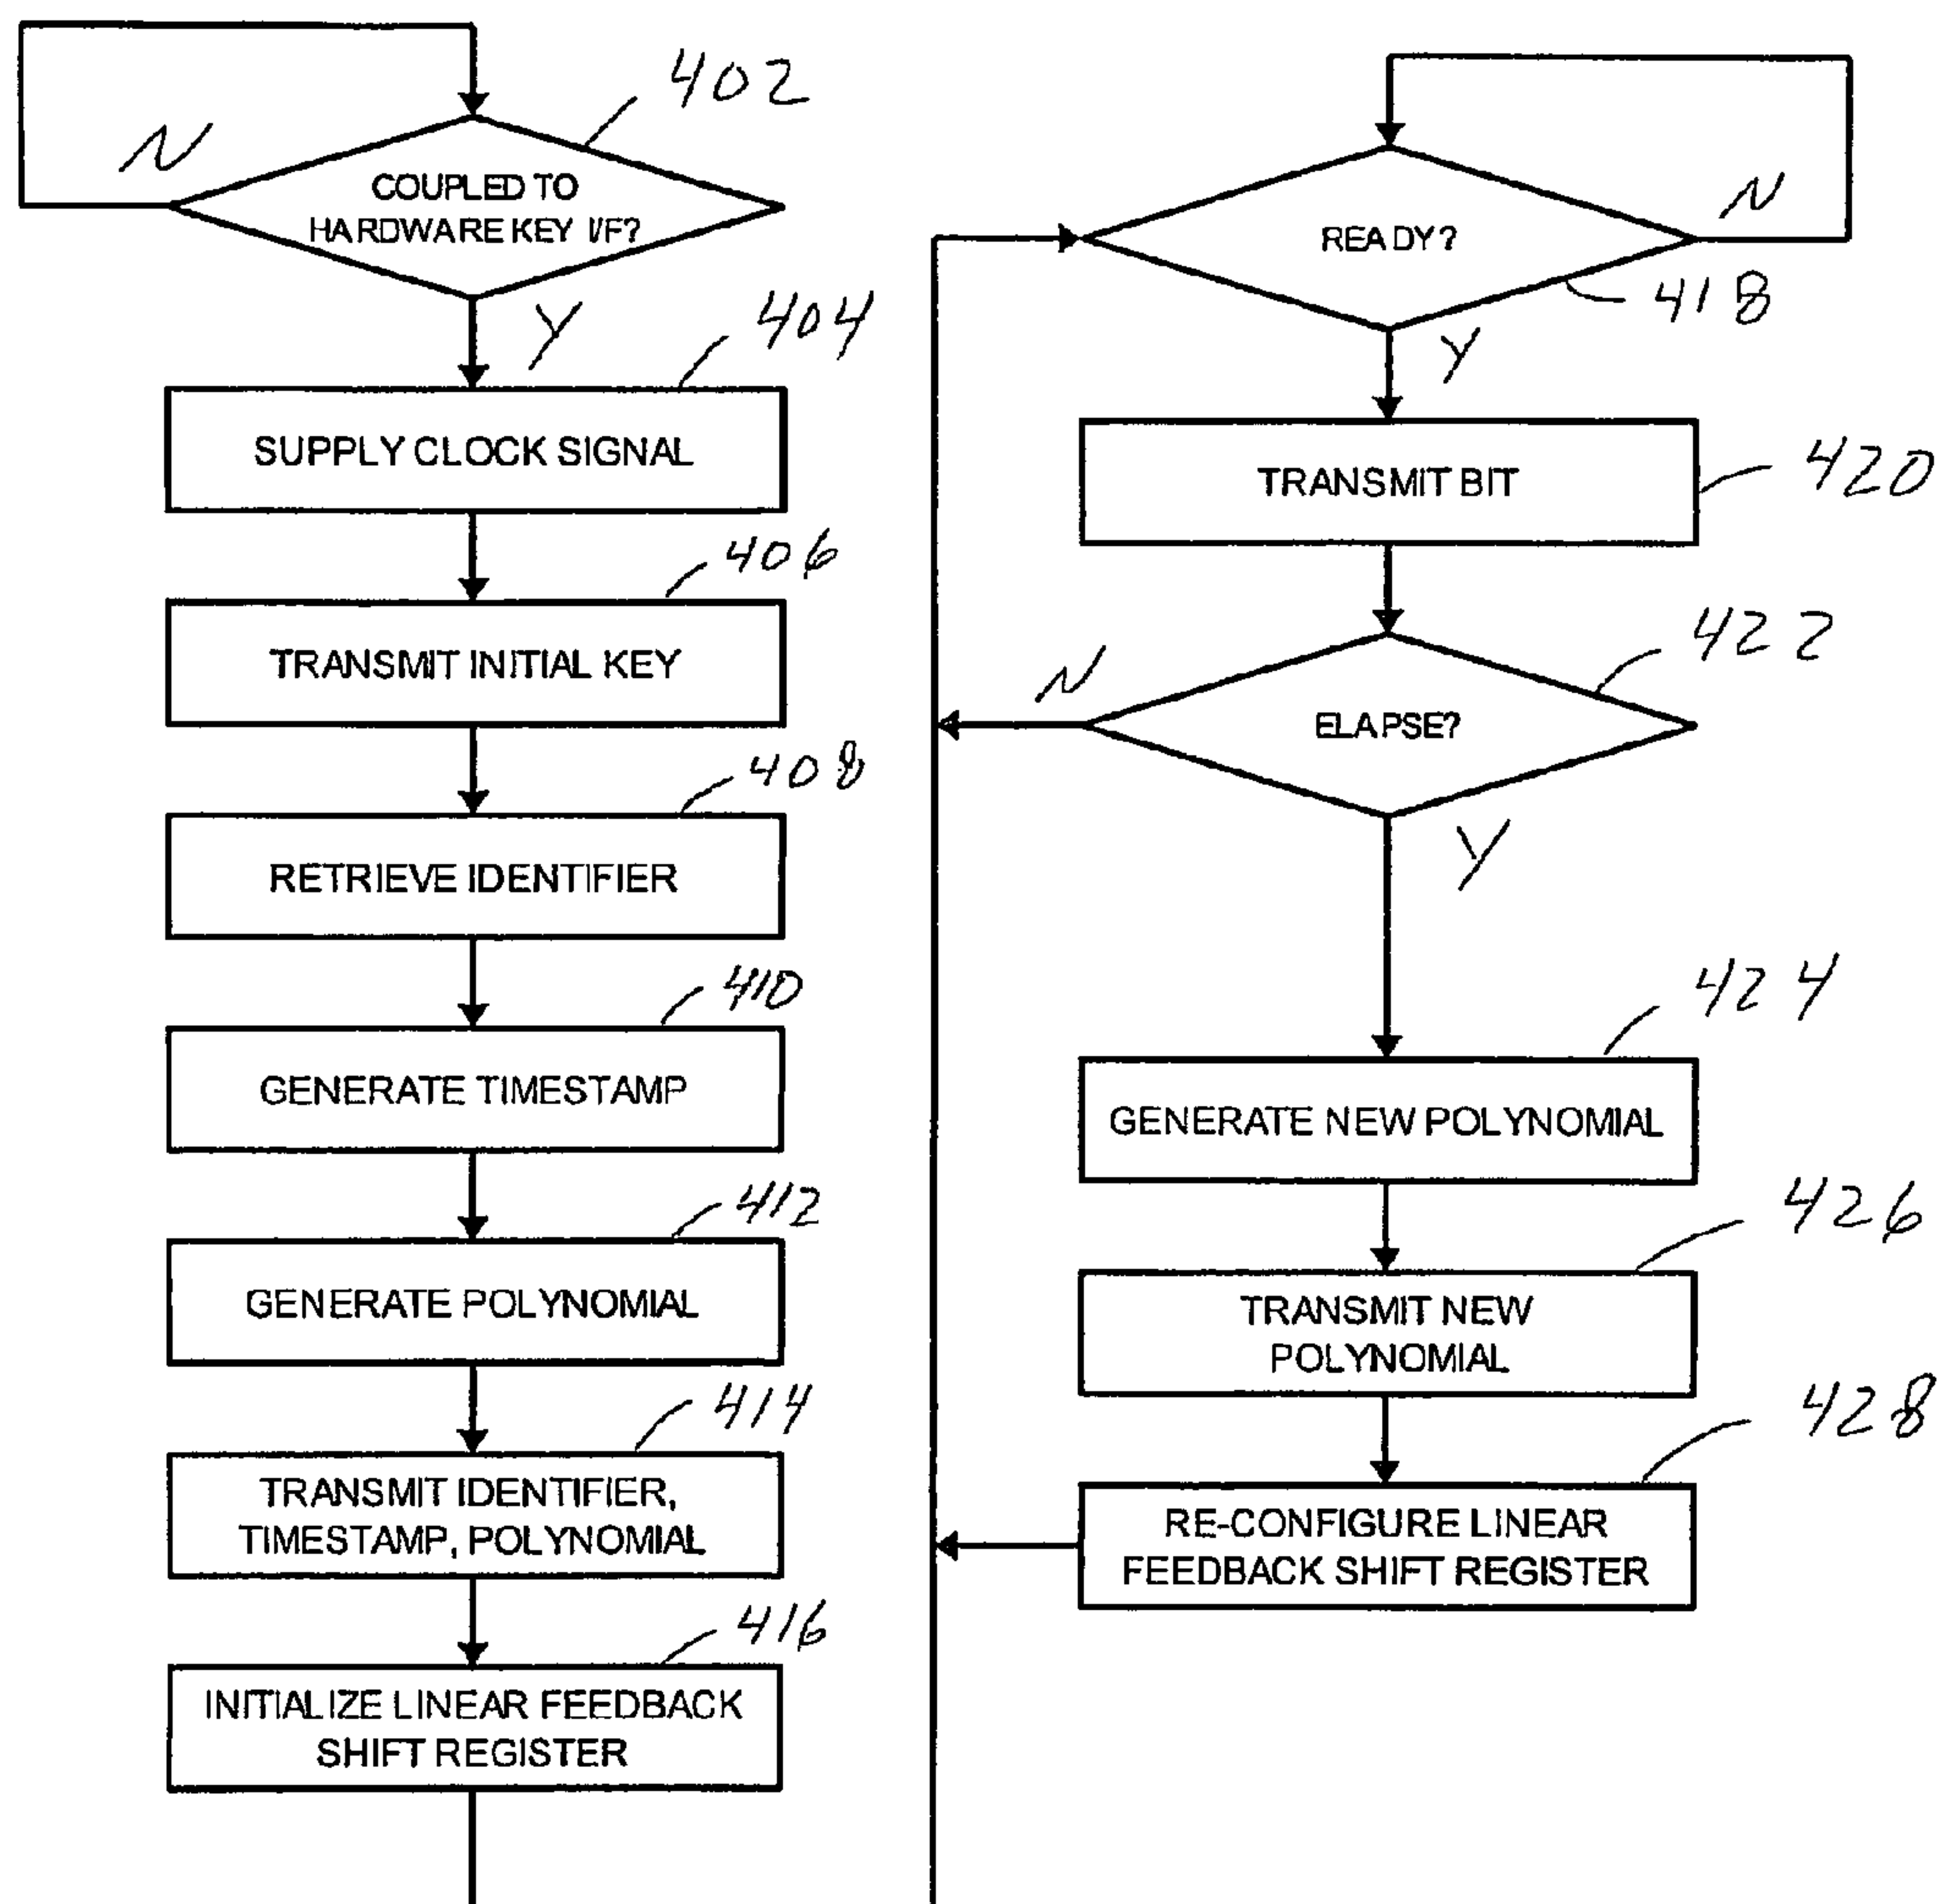 402
N
COUPLED TO
HARDWARE KEY I/F?
Y
404
SUPPLY CLOCK SIGNAL
406
TRANSMIT INITIAL KEY
408
RETRIEVE IDENTIFIER
410
GENERATE TIMESTAMP
412
GENERATE POLYNOMIAL
414
TRANSMIT IDENTIFIER,
TIMESTAMP, POLYNOMIAL
416
INITIALIZE LINEAR FEEDBACK
SHIFT REGISTER
N
READY?
418
Y
TRANSMIT BIT
420
422
N
ELAPSE?
Y
424
GENERATE NEW POLYNOMIAL
426
TRANSMIT NEW
POLYNOMIAL
428
RE-CONFIGURE LINEAR
FEEDBACK SHIFT REGISTER